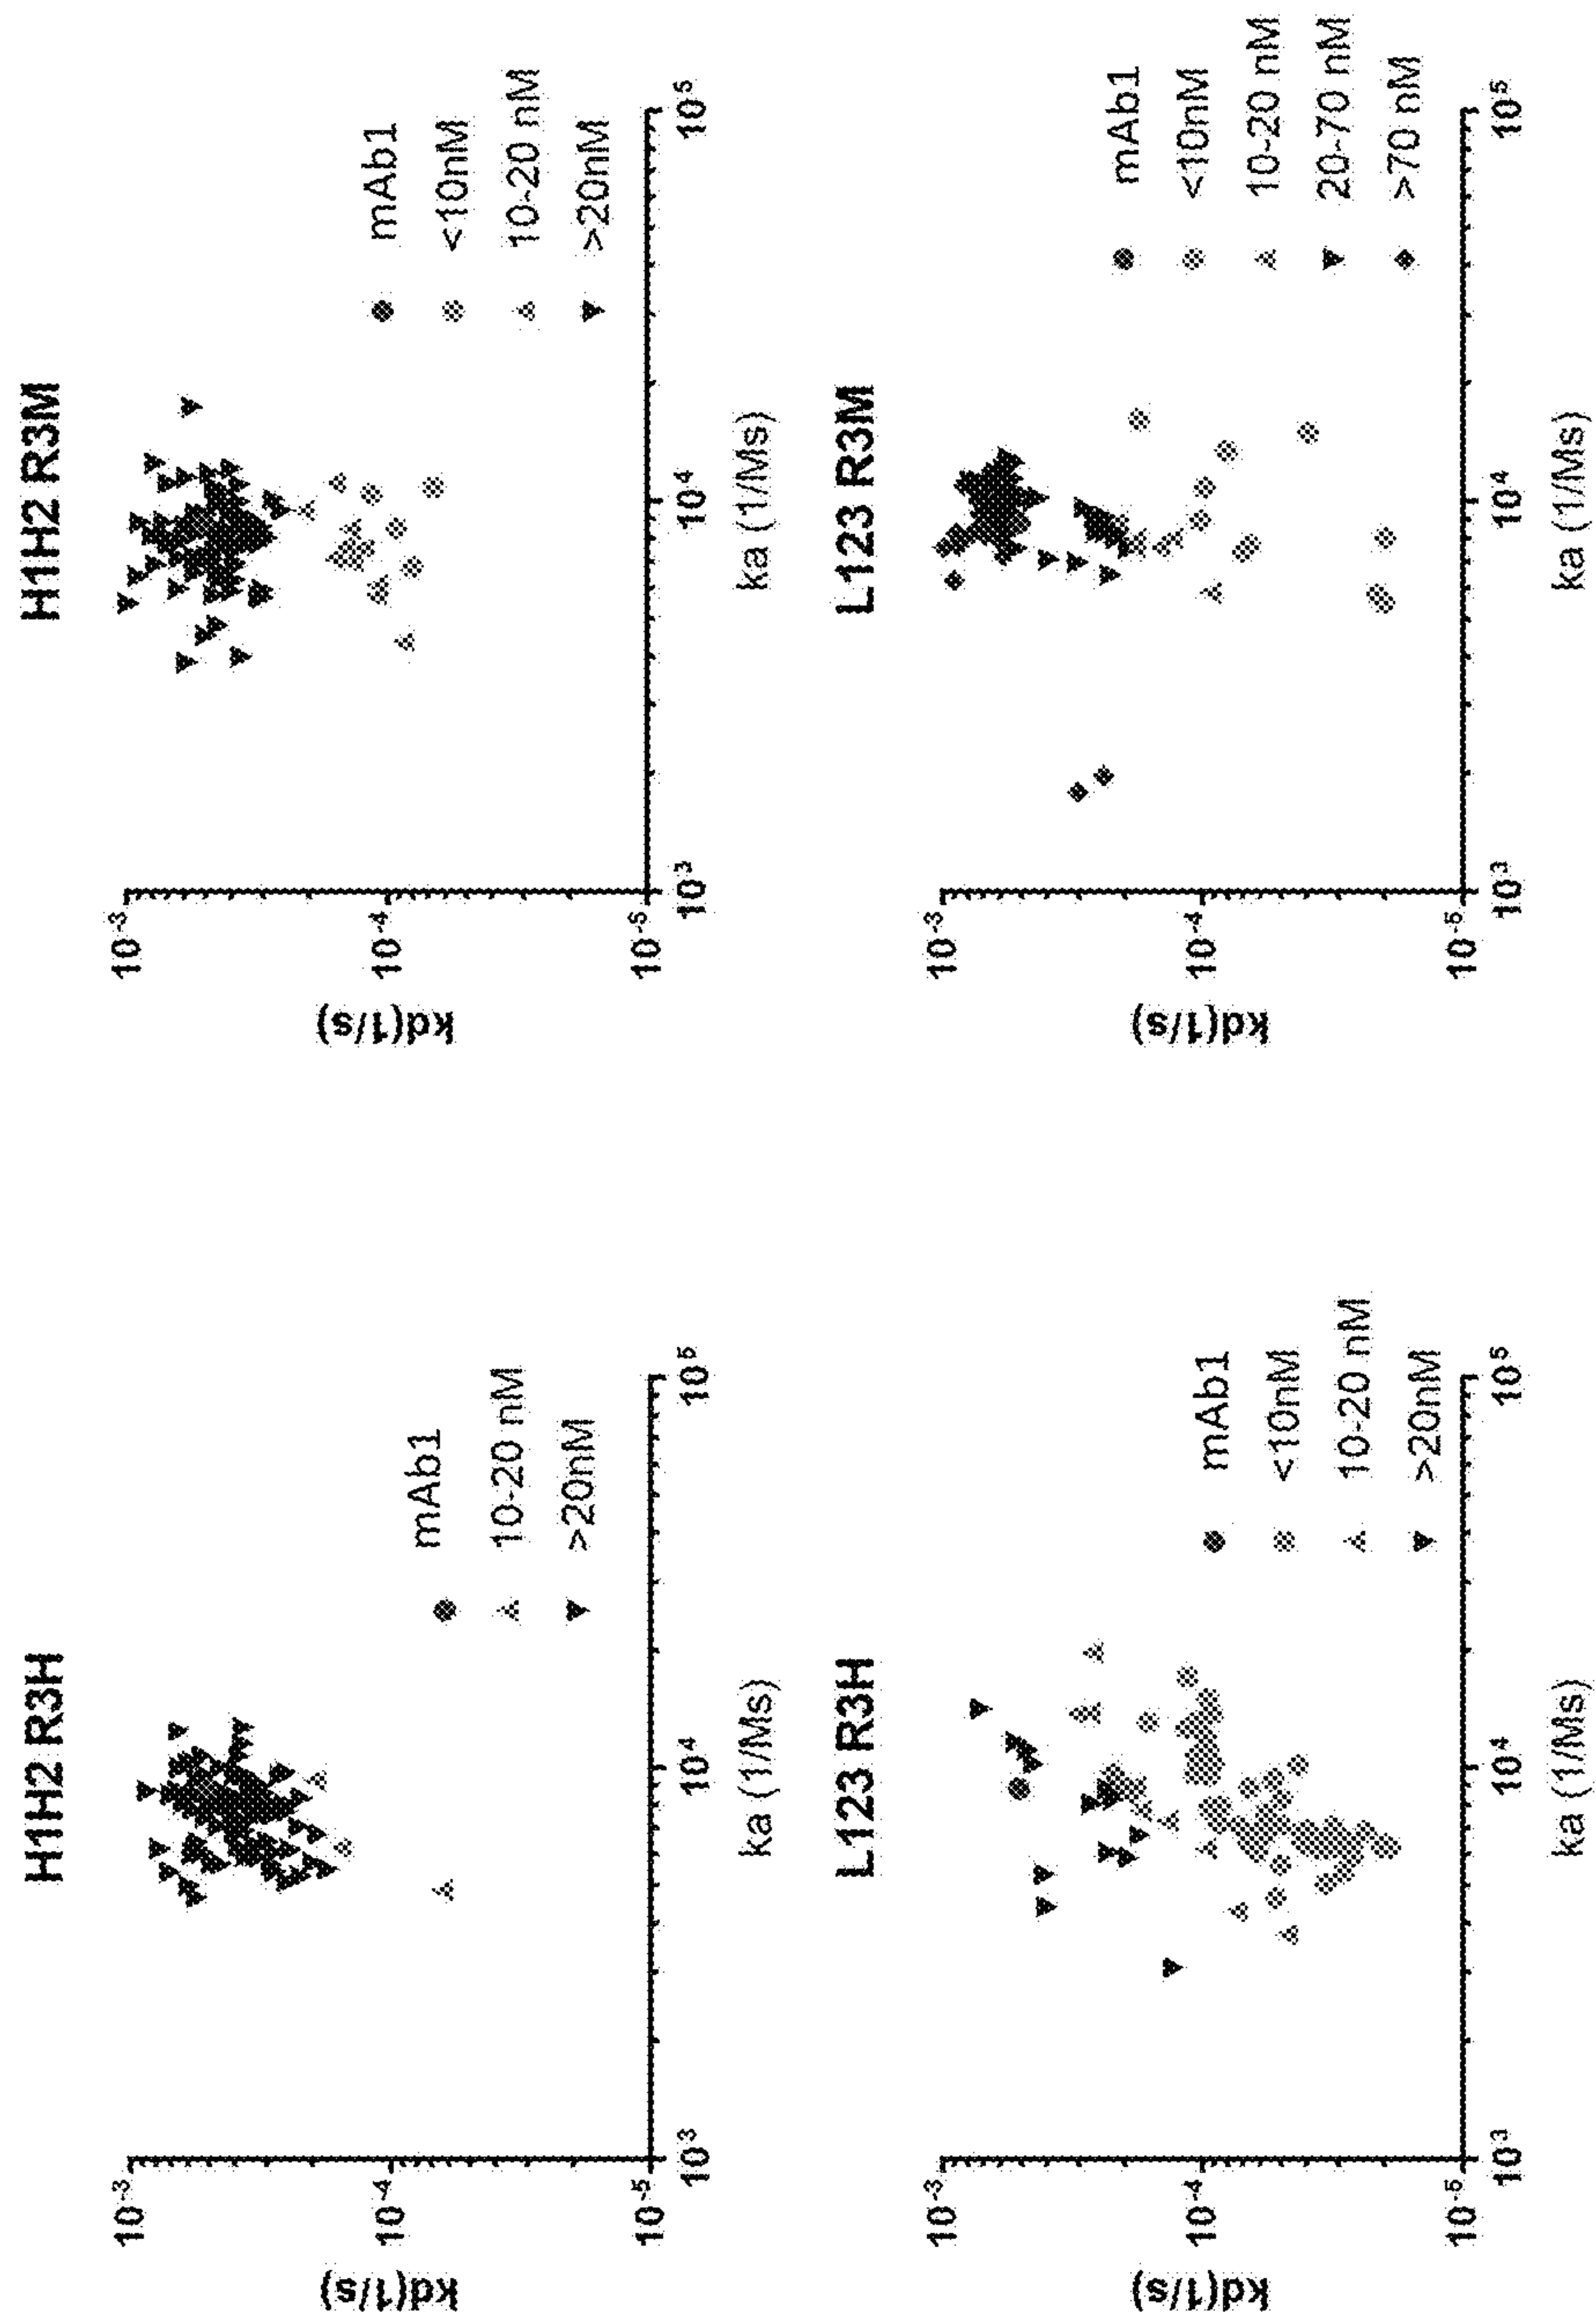 H1H2 R3H
kd(1/s)
10-3
10-4
10-5
103
104
105
ka (1/Ms)
mAb1
10-20 nM
>20nM
H1H2 R3M
kd(1/s)
10-3
10-4
10-5
103
104
105
ka (1/Ms)
mAb1
<10nM
10-20 nM
>20nM
L123 R3H
kd(1/s)
10-3
10-4
10-5
103
104
105
ka (1/Ms)
mAb1
<10nM
10-20 nM
>20nM
L123 R3M
kd(1/s)
10-3
10-4
10-5
103
104
105
ka (1/Ms)
mAb1
<10nM
10-20 nM
20-70 nM
>70 nM